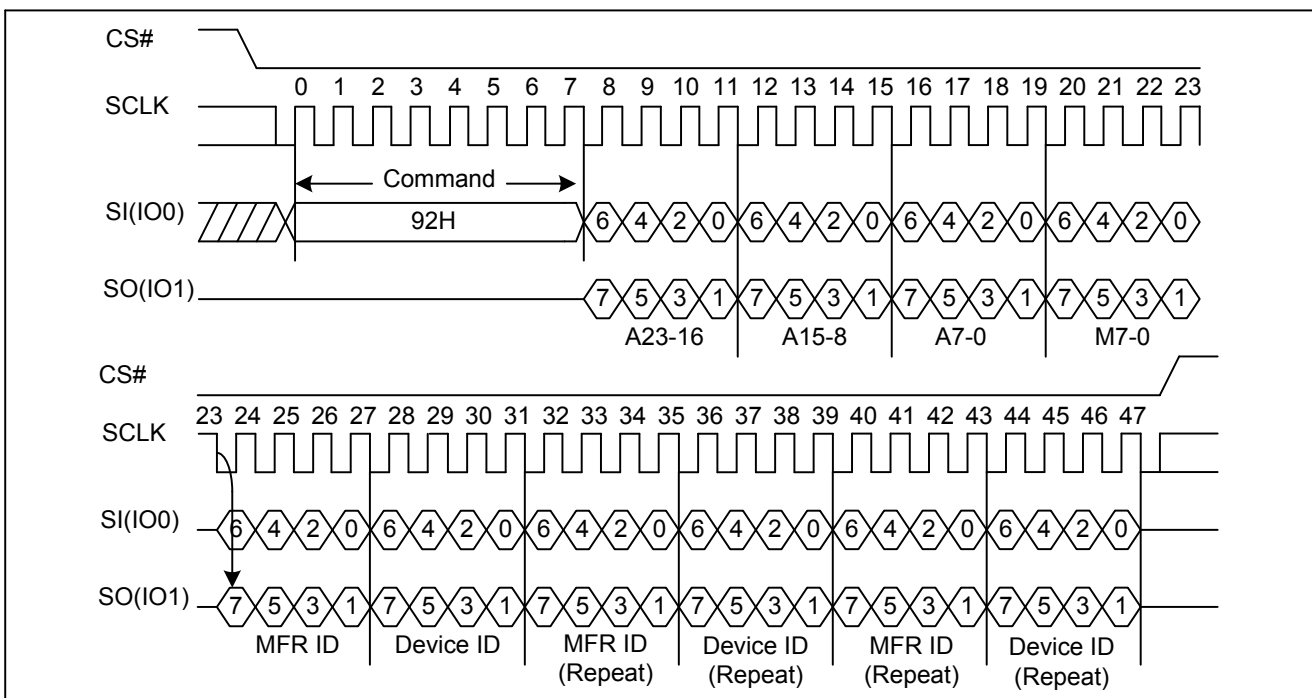 CS#
0 1 2 3 4 5 6 7 8 9 10 11 12 13 14 15 16 17 18 19 20 21 22 23
SCLK
Command
SI(IO0) 92H 6 4 2 0 6 4 2 0 6 4 2 0 6 4 2 0
SO(IO1) 7 5 3 1 7 5 3 1 7 5 3 1 7 5 3 1
A23-16 A15-8 A7-0 M7-0
CS#
23 24 25 26 27 28 29 30 31 32 33 34 35 36 37 38 39 40 41 42 43 44 45 46 47
SCLK
SI(IO0) 6 4 2 0 6 4 2 0 6 4 2 0 6 4 2 0 6 4 2 0 6 4 2 0
SO(IO1) 7 5 3 1 7 5 3 1 7 5 3 1 7 5 3 1 7 5 3 1 7 5 3 1
MFR ID Device ID MFR ID Device ID MFR ID Device ID
(Repeat) (Repeat) (Repeat) (Repeat)